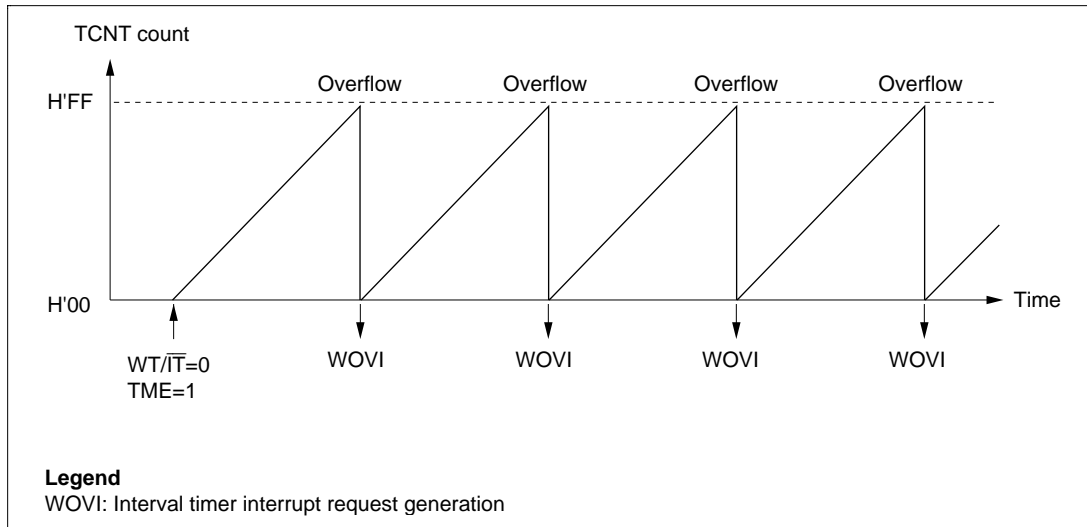 TCNT count
Overflow Overflow Overflow Overflow
H'FF
H'00
Time
WT/I̅T̅=0
TME=1
WOVI WOVI WOVI WOVI
Legend
WOVI: Interval timer interrupt request generation